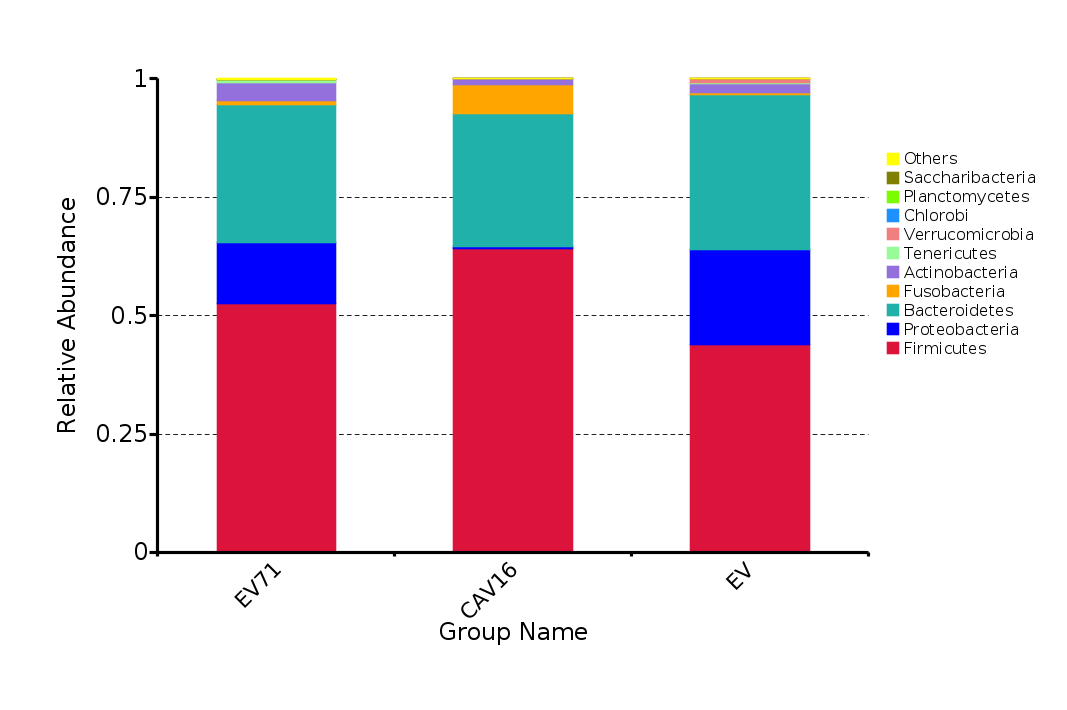 1
0.75
0.5
0.25
0
Relative Abundance
EV71
CAV16
EV
Group Name
Others
Saccharibacteria
Planctomycetes
Chlorobi
Verrucomicrobia
Tenericutes
Actinobacteria
Fusobacteria
Bacteroidetes
Proteobacteria
Firmicutes